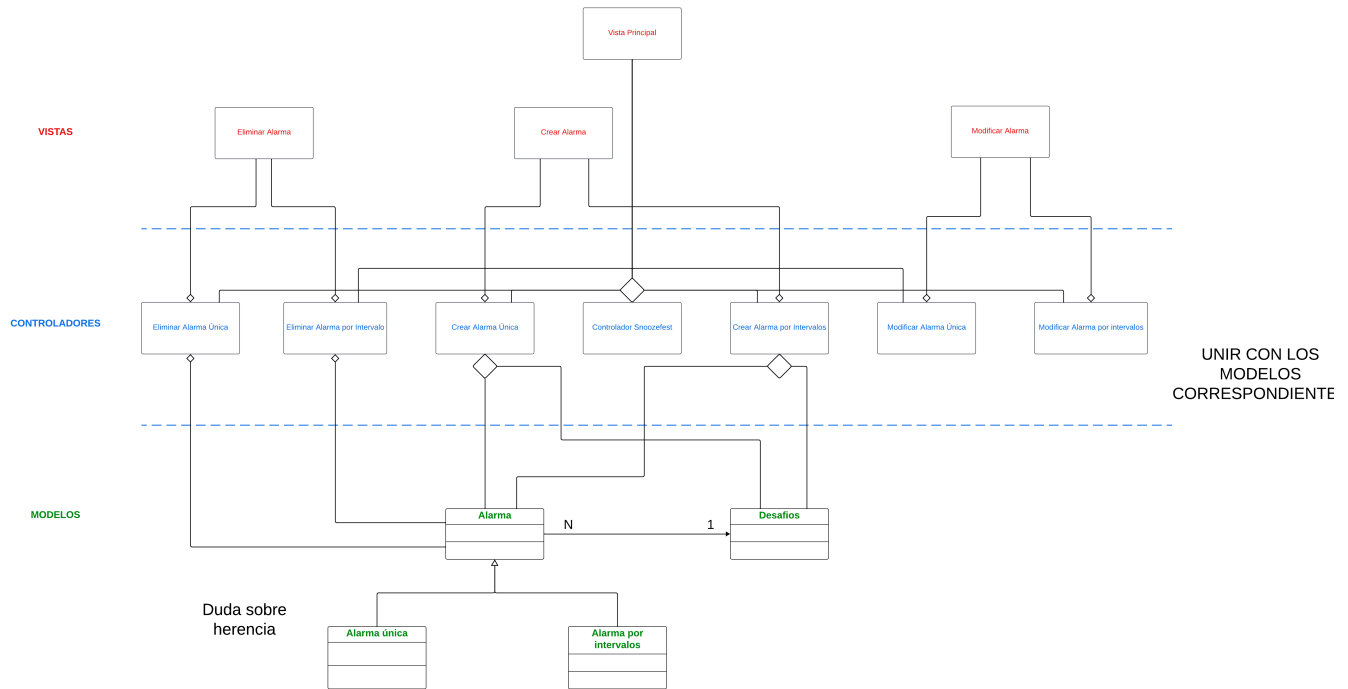 Vista Principal
VISTAS
Eliminar Alarma
Crear Alarma
Modificar Alarma
CONTROLADORES
Eliminar Alarma Única
Eliminar Alarma por Intervalo
Crear Alarma Única
Controlador Snoozefest
Crear Alarma por Intervalos
Modificar Alarma Única
Modificar Alarma por intervalos
UNIR CON LOS
MODELOS
CORRESPONDIENTE
MODELOS
Alarma
N
1
Desafios
Duda sobre
herencia
Alarma única
Alarma por
intervalos